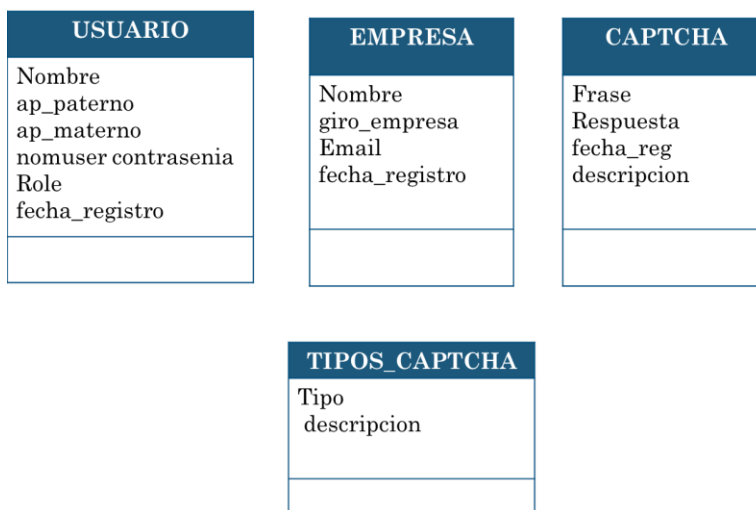 USUARIO
Nombre
ap_paterno
ap_materno
nomuser contrasenia
Role
fecha_registro
EMPRESA
Nombre
giro_empresa
Email
fecha_registro
CAPTCHA
Frase
Respuesta
fecha_reg
descripcion
TIPOS_CAPTCHA
Tipo
descripcion